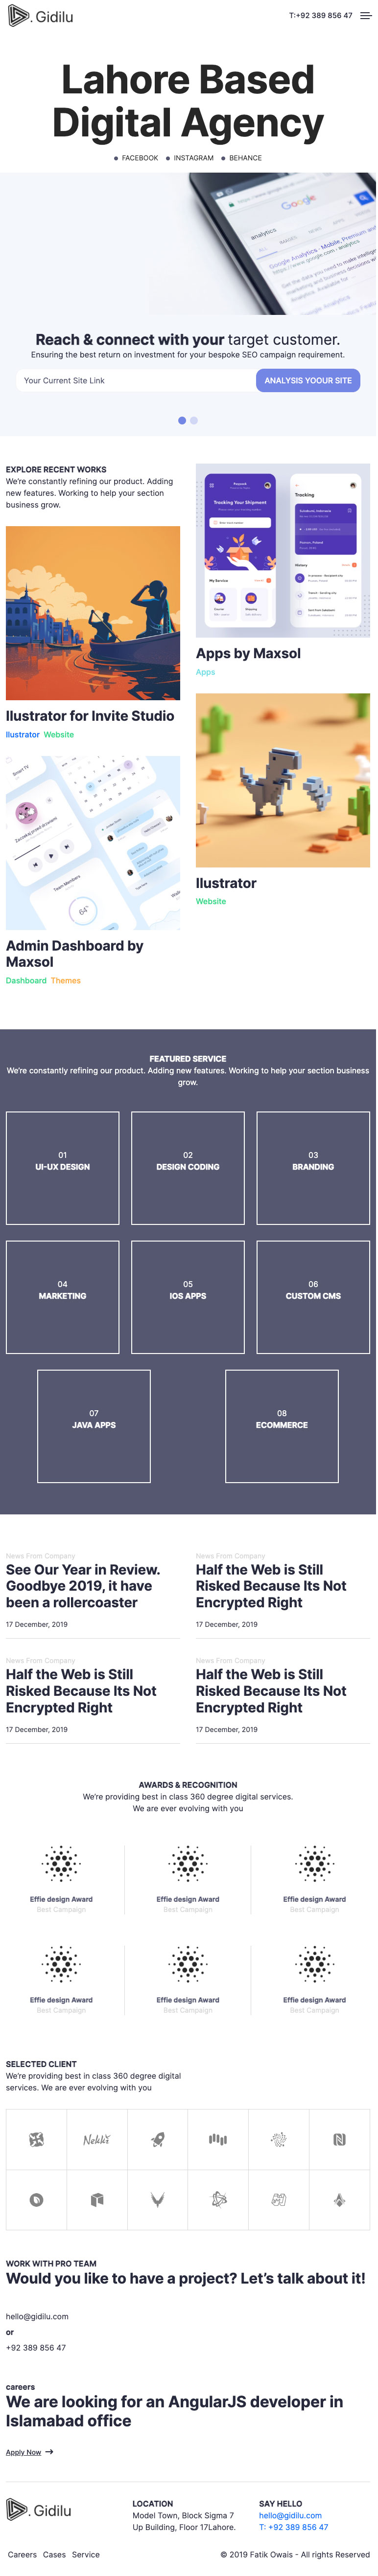 Gidilu
T:+92 389 856 47
Lahore Based
Digital Agency
FACEBOOK
INSTAGRAM
BEHANCE
Google
analytics
Reach & connect with your target customer.
Ensuring the best return on investment for your bespoke SEO campaign requirement.
Your Current Site Link
ANALYSIS YOOUR SITE
EXPLORE RECENT WORKS
We're constantly refining our product. Adding
new features. Working to help your section
business grow.
Ilustrator for Invite Studio
Ilustrator Website
Smart TV
Team Members
64°
Admin Dashboard by
Maxsol
Dashboard Themes
Tracking Your Shipment
My Service
Tracking
History
Apps by Maxsol
Apps
Ilustrator
Website
FEATURED SERVICE
We're constantly refining our product. Adding new features. Working to help your section business
grow.
01
UI-UX DESIGN
02
DESIGN CODING
03
BRANDING
04
MARKETING
05
IOS APPS
06
CUSTOM CMS
07
JAVA APPS
08
ECOMMERCE
News From Company
See Our Year in Review.
Goodbye 2019, it have
been a rollercoaster
17 December, 2019
News From Company
Half the Web is Still
Risked Because Its Not
Encrypted Right
17 December, 2019
News From Company
Half the Web is Still
Risked Because Its Not
Encrypted Right
17 December, 2019
News From Company
Half the Web is Still
Risked Because Its Not
Encrypted Right
17 December, 2019
AWARDS & RECOGNITION
We're providing best in class 360 degree digital services.
We are ever evolving with you
Effie design Award
Best Campaign
Effie design Award
Best Campaign
Effie design Award
Best Campaign
Effie design Award
Best Campaign
Effie design Award
Best Campaign
Effie design Award
Best Campaign
SELECTED CLIENT
We're providing best in class 360 degree digital
services. We are ever evolving with you
WORK WITH PRO TEAM
Would you like to have a project? Let's talk about it!
hello@gidilu.com
or
+92 389 856 47
careers
We are looking for an AngularJS developer in
Islamabad office
Apply Now
Gidilu
LOCATION
Model Town, Block Sigma 7
Up Building, Floor 17Lahore.
SAY HELLO
hello@gidilu.com
T: +92 389 856 47
Careers Cases Service
© 2019 Fatik Owais - All rights Reserved